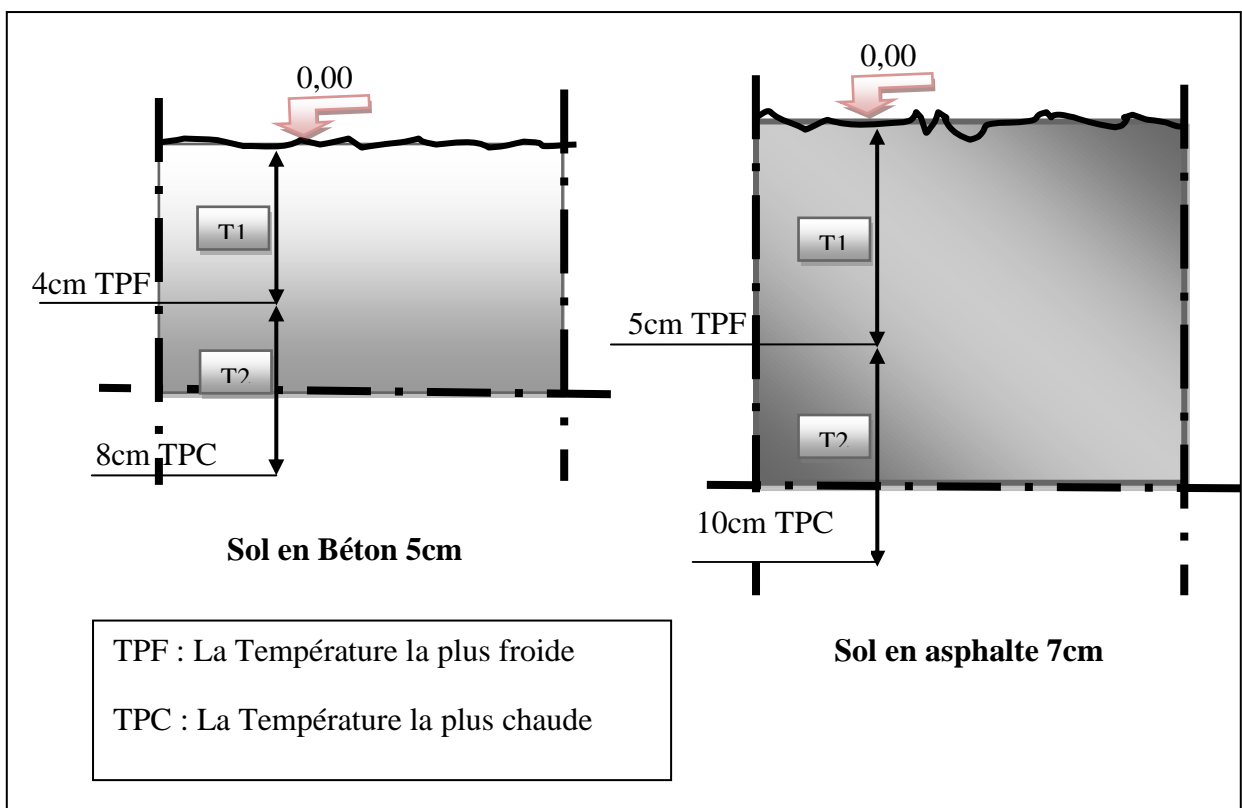 0,00
T1
4cm TPF
T2
8cm TPC
Sol en Béton 5cm
0,00
T1
5cm TPF
T2
10cm TPC
Sol en asphalte 7cm
TPF : La Température la plus froide
TPC : La Température la plus chaude